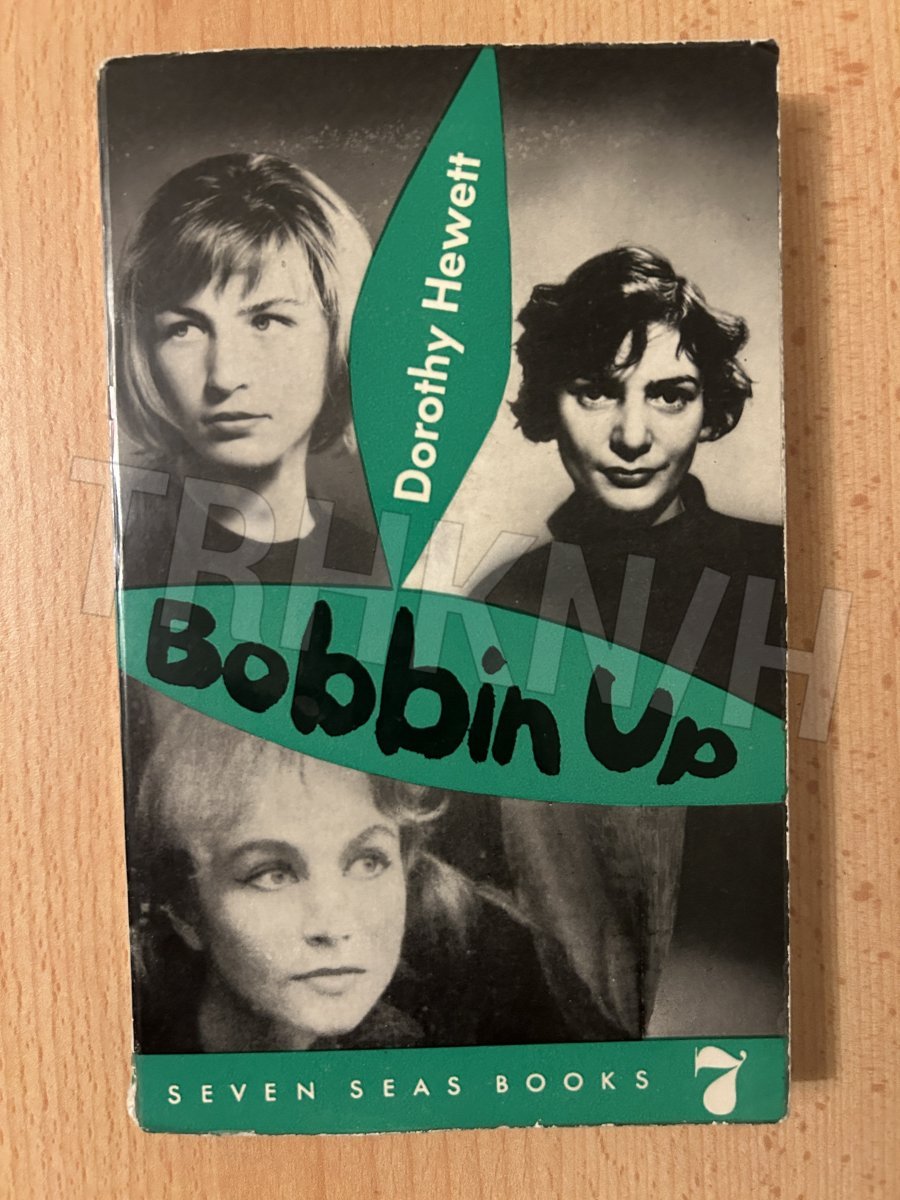 Dorothy Hewett
Bobbin Up
SEVEN SEAS BOOKS 7
TRHKN/H